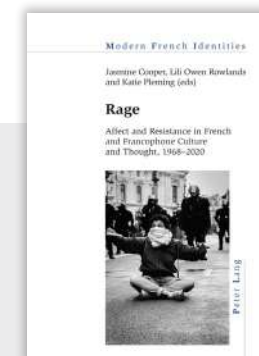 Modern French Identities
Jasmine Cooper, Lili Owen Rowlands
and Katie Pleming (eds)
Rage
Affect and Resistance in French
and Francophone Culture
and Thought, 1968–2020
Peter Lang